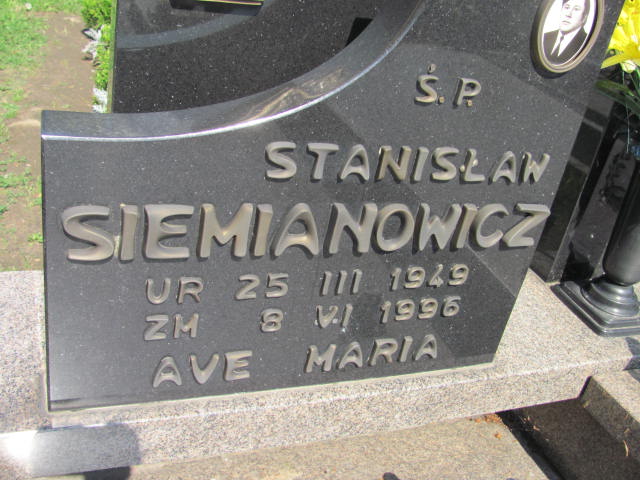 Ś.P.
STANISŁAW
SIEMIANOWICZ
UR 25 III 1949
ZM 8 VI 1996
AVE MARIA